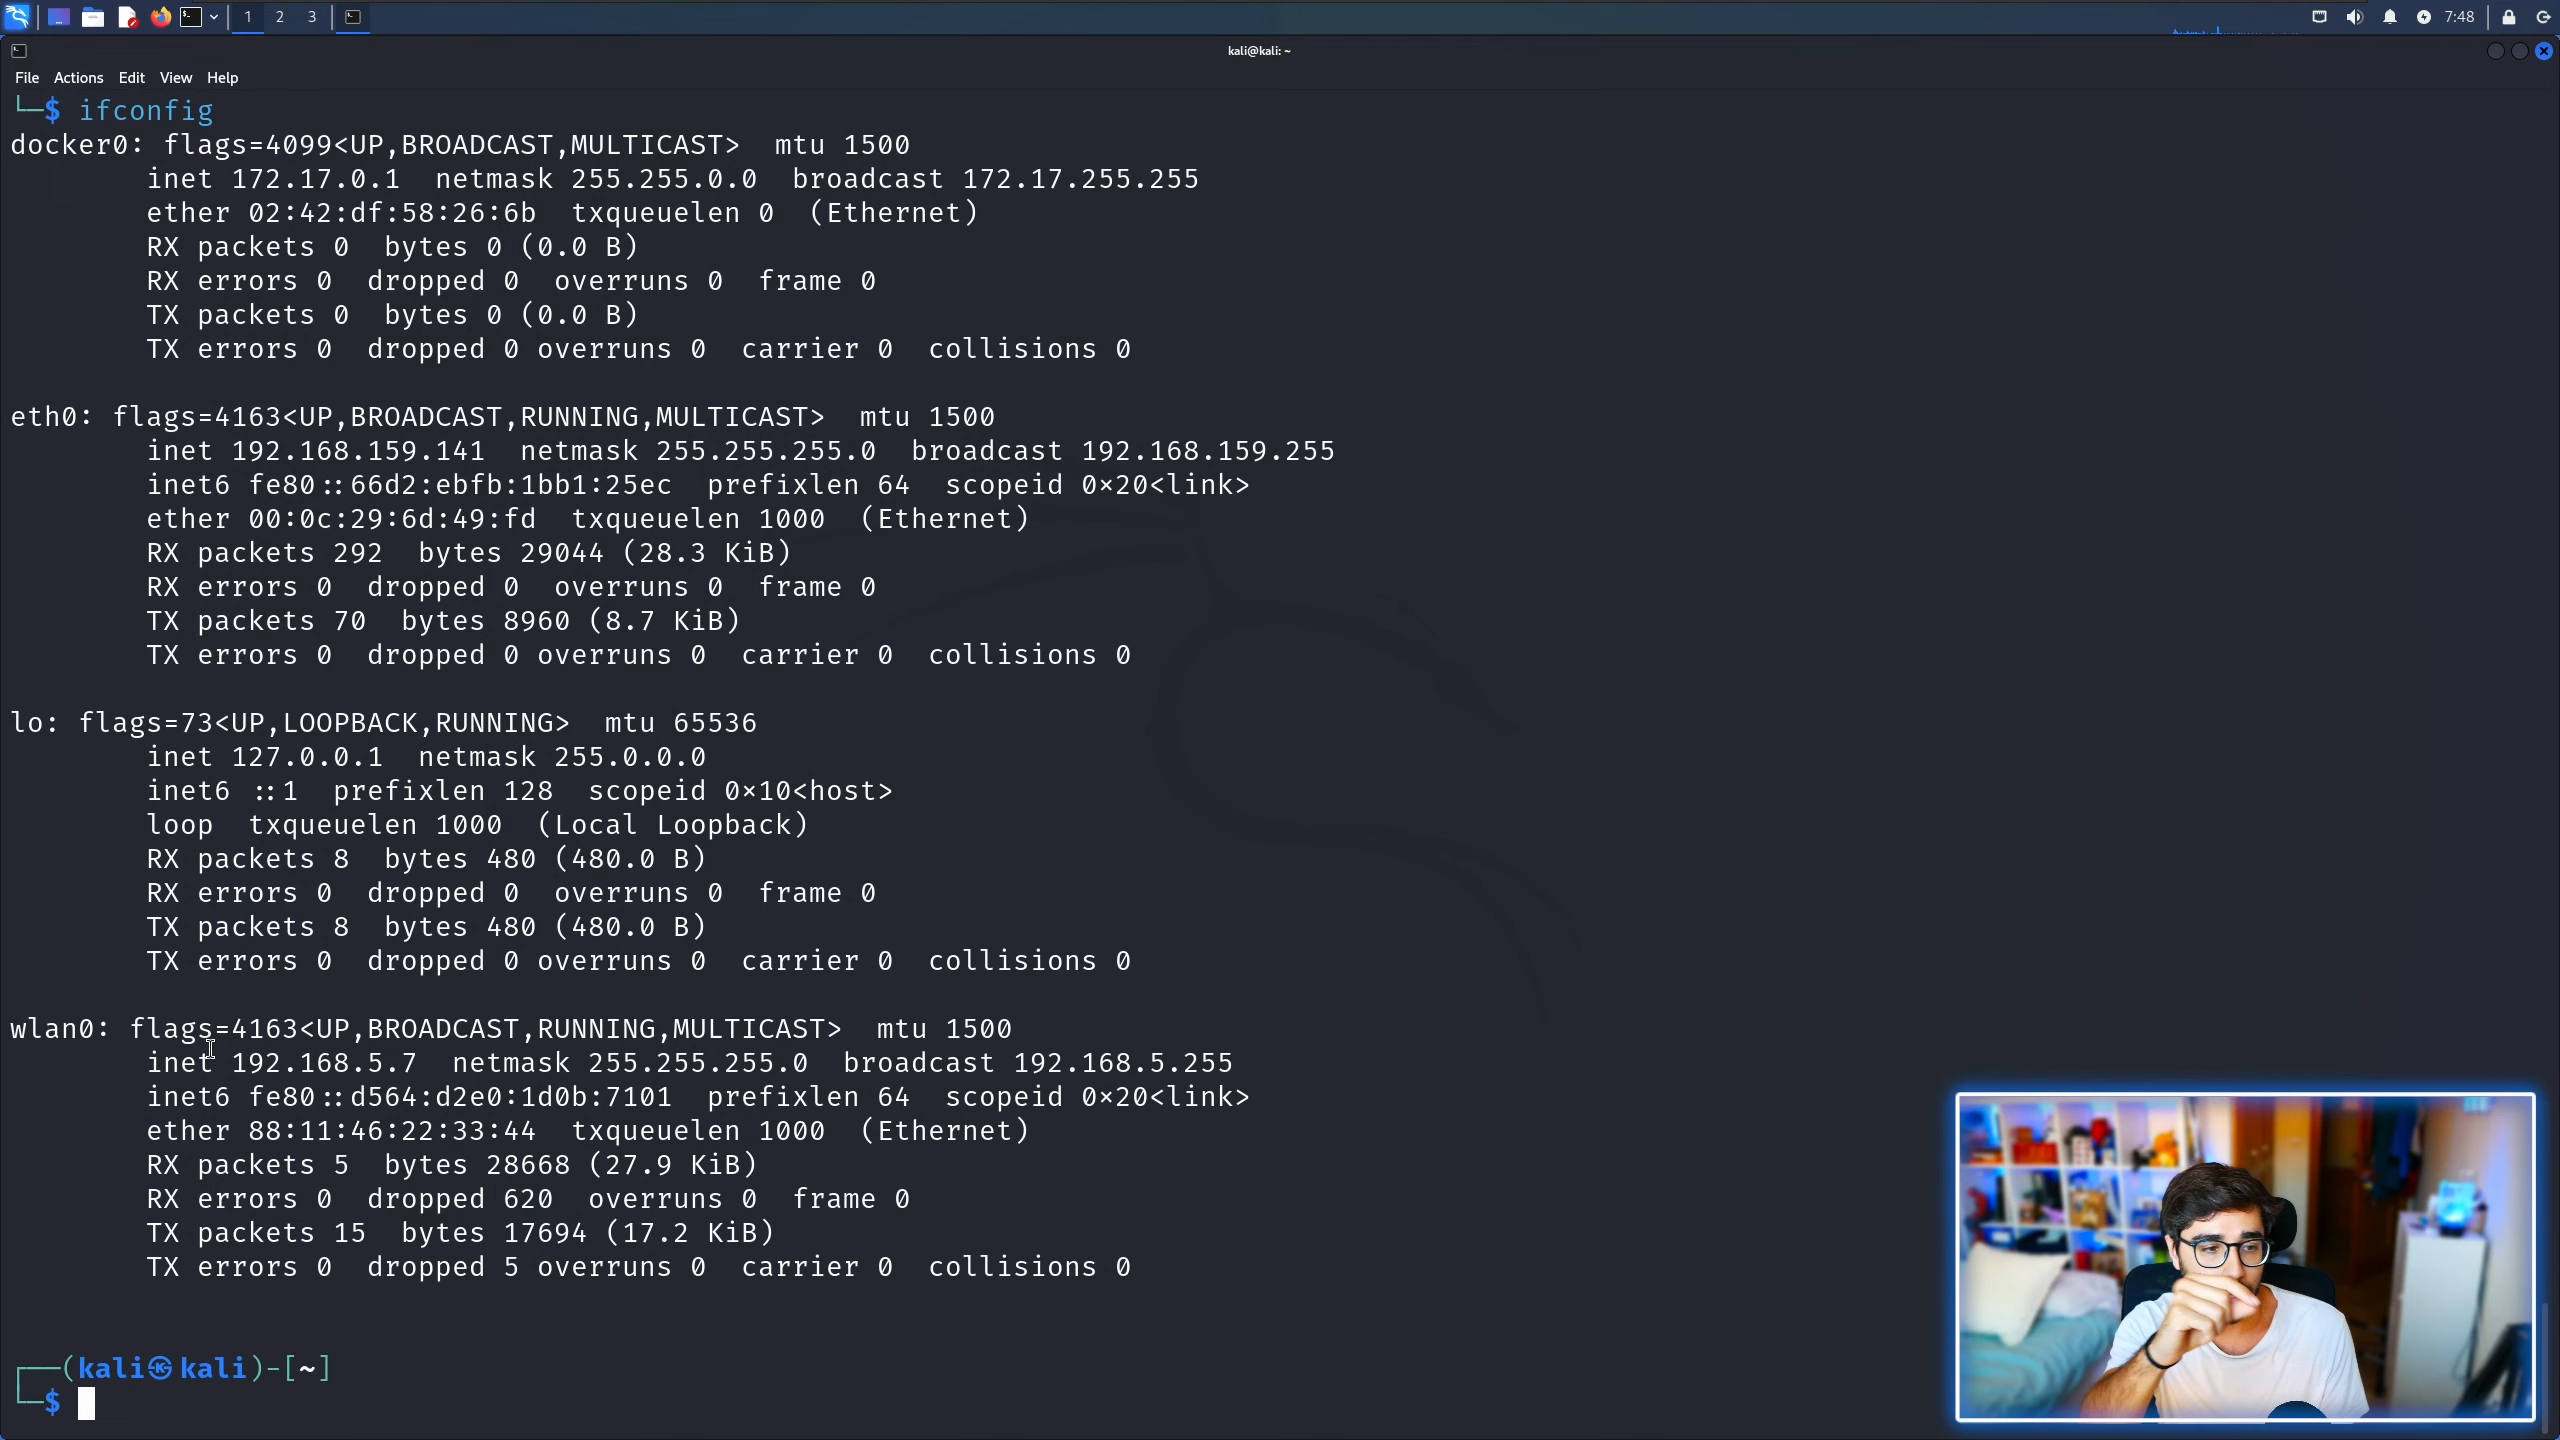 1 2 3 7:48
kali@kali: ~
File Actions Edit View Help
└─$ ifconfig
docker0: flags=4099<UP,BROADCAST,MULTICAST>  mtu 1500
inet 172.17.0.1  netmask 255.255.0.0  broadcast 172.17.255.255
ether 02:42:df:58:26:6b  txqueuelen 0  (Ethernet)
RX packets 0  bytes 0 (0.0 B)
RX errors 0  dropped 0  overruns 0  frame 0
TX packets 0  bytes 0 (0.0 B)
TX errors 0  dropped 0 overruns 0  carrier 0  collisions 0
eth0: flags=4163<UP,BROADCAST,RUNNING,MULTICAST>  mtu 1500
inet 192.168.159.141  netmask 255.255.255.0  broadcast 192.168.159.255
inet6 fe80::66d2:ebfb:1bb1:25ec  prefixlen 64  scopeid 0×20<link>
ether 00:0c:29:6d:49:fd  txqueuelen 1000  (Ethernet)
RX packets 292  bytes 29044 (28.3 KiB)
RX errors 0  dropped 0  overruns 0  frame 0
TX packets 70  bytes 8960 (8.7 KiB)
TX errors 0  dropped 0 overruns 0  carrier 0  collisions 0
lo: flags=73<UP,LOOPBACK,RUNNING>  mtu 65536
inet 127.0.0.1  netmask 255.0.0.0
inet6 ::1  prefixlen 128  scopeid 0×10<host>
loop  txqueuelen 1000  (Local Loopback)
RX packets 8  bytes 480 (480.0 B)
RX errors 0  dropped 0  overruns 0  frame 0
TX packets 8  bytes 480 (480.0 B)
TX errors 0  dropped 0 overruns 0  carrier 0  collisions 0
wlan0: flags=4163<UP,BROADCAST,RUNNING,MULTICAST>  mtu 1500
inet 192.168.5.7  netmask 255.255.255.0  broadcast 192.168.5.255
inet6 fe80::d564:d2e0:1d0b:7101  prefixlen 64  scopeid 0×20<link>
ether 88:11:46:22:33:44  txqueuelen 1000  (Ethernet)
RX packets 5  bytes 28668 (27.9 KiB)
RX errors 0  dropped 620  overruns 0  frame 0
TX packets 15  bytes 17694 (17.2 KiB)
TX errors 0  dropped 5 overruns 0  carrier 0  collisions 0
┌──(kali㉿kali)-[~]
└─$